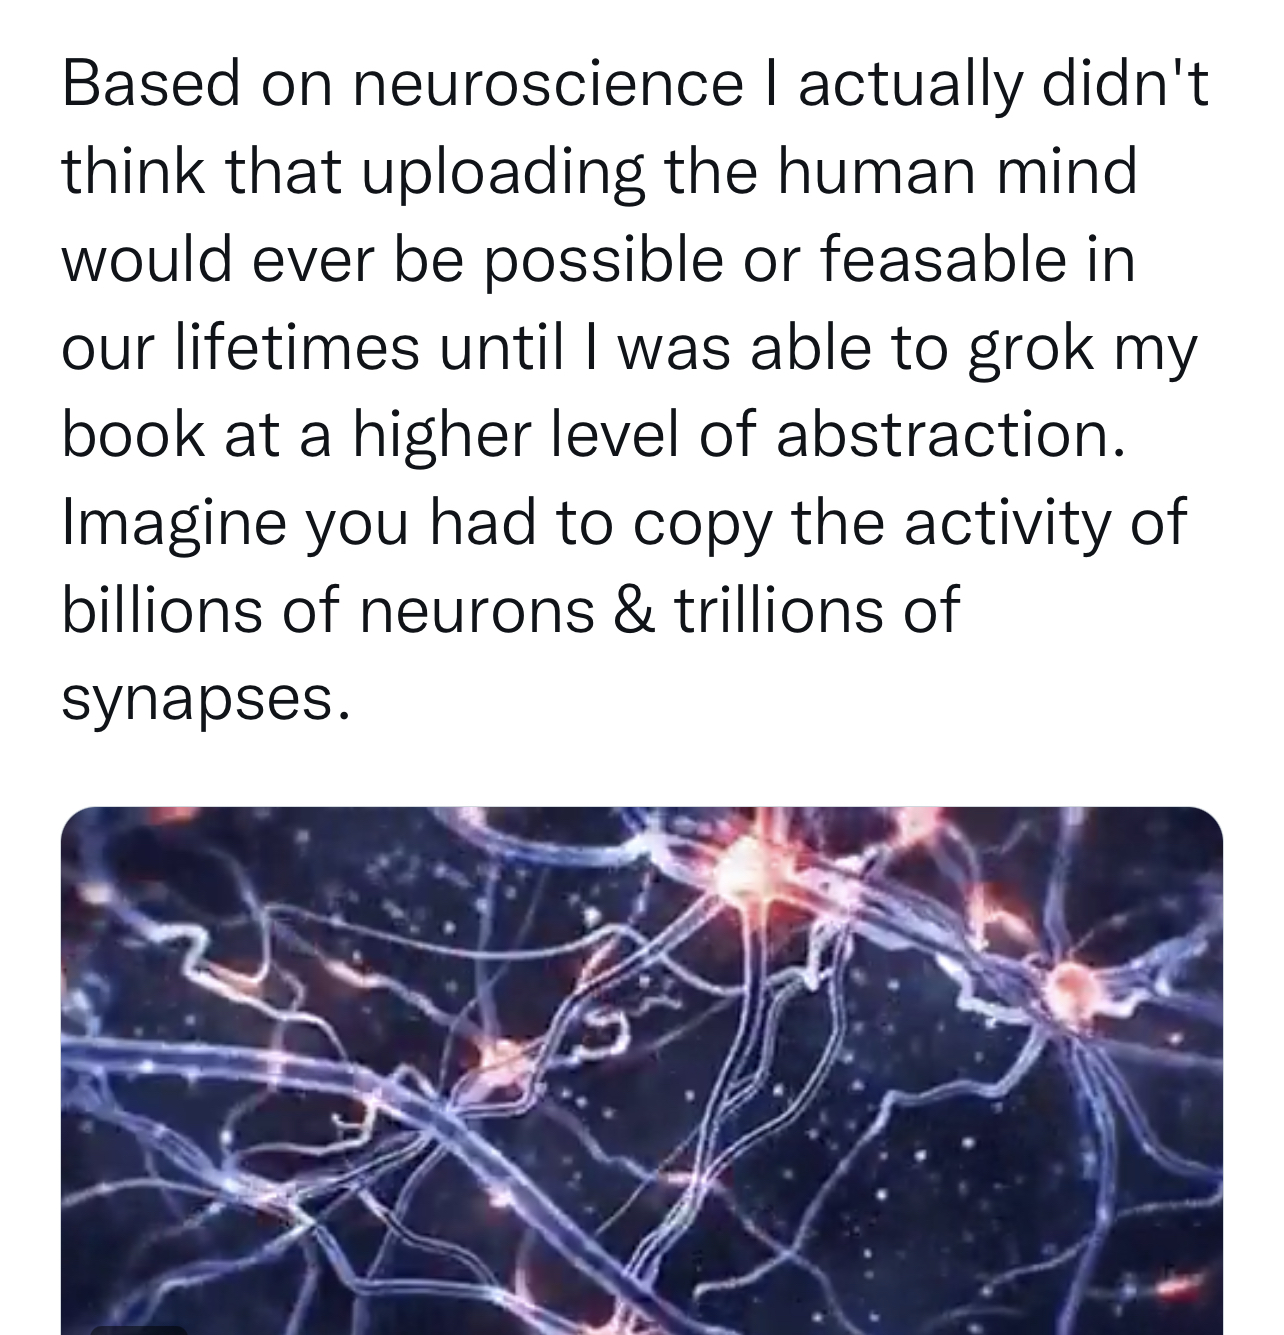 Based on neuroscience I actually didn't
think that uploading the human mind
would ever be possible or feasable in
our lifetimes until I was able to grok my
book at a higher level of abstraction.
Imagine you had to copy the activity of
billions of neurons & trillions of
synapses.